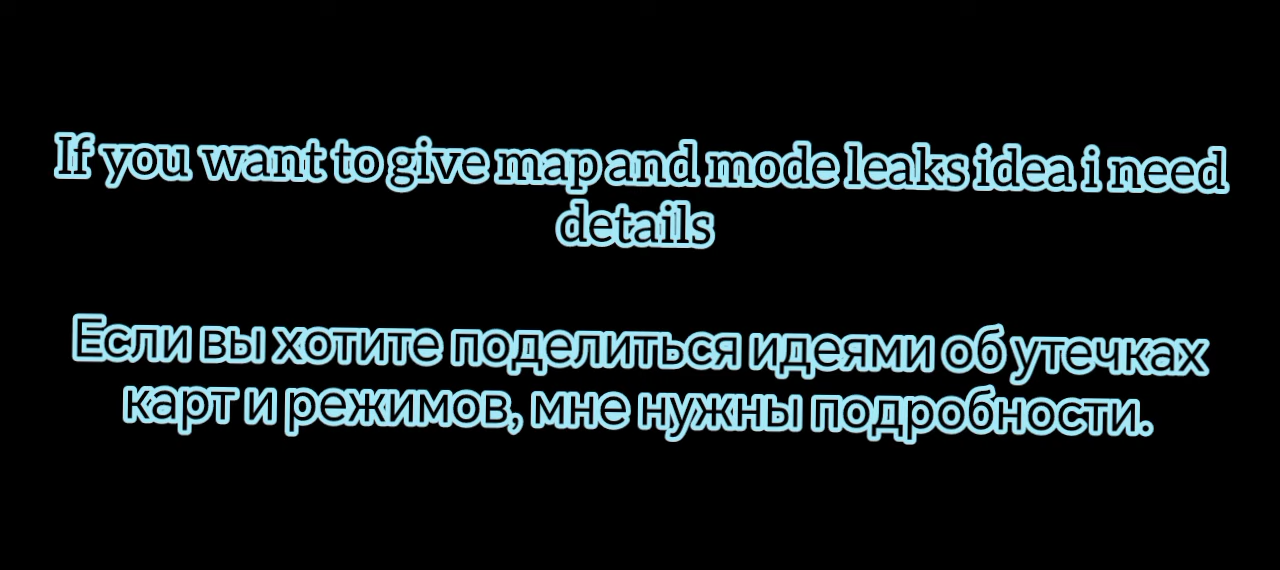 If you want to give map and mode leaks idea i need
details
Если вы хотите поделиться идеями об утечках
карт и режимов, мне нужны подробности.